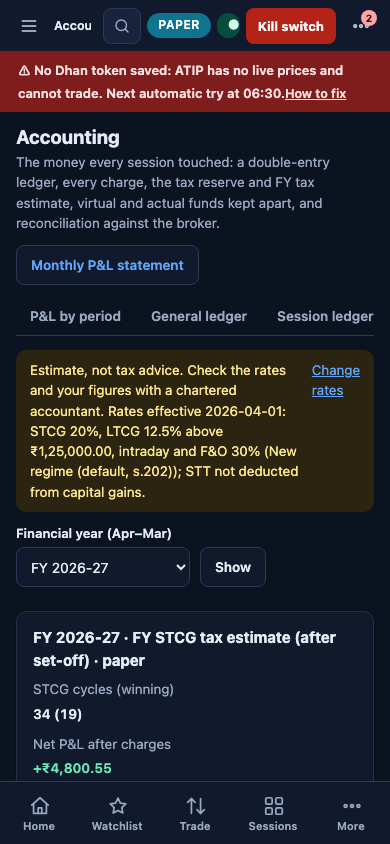 Accou
PAPER
Kill switch
2
⚠ No Dhan token saved: ATIP has no live prices and
cannot trade. Next automatic try at 06:30.How to fix
Accounting
The money every session touched: a double-entry
ledger, every charge, the tax reserve and FY tax
estimate, virtual and actual funds kept apart, and
reconciliation against the broker.
Monthly P&L statement
P&L by period
General ledger
Session ledger
Estimate, not tax advice. Check the rates
and your figures with a chartered
accountant. Rates effective 2026-04-01:
STCG 20%, LTCG 12.5% above
₹1,25,000.00, intraday and F&O 30% (New
regime (default, s.202)); STT not deducted
from capital gains.
Change
rates
Financial year (Apr–Mar)
FY 2026-27
Show
FY 2026-27 · FY STCG tax estimate (after
set-off) · paper
STCG cycles (winning)
34 (19)
Net P&L after charges
+₹4,800.55
Home
Watchlist
Trade
Sessions
More